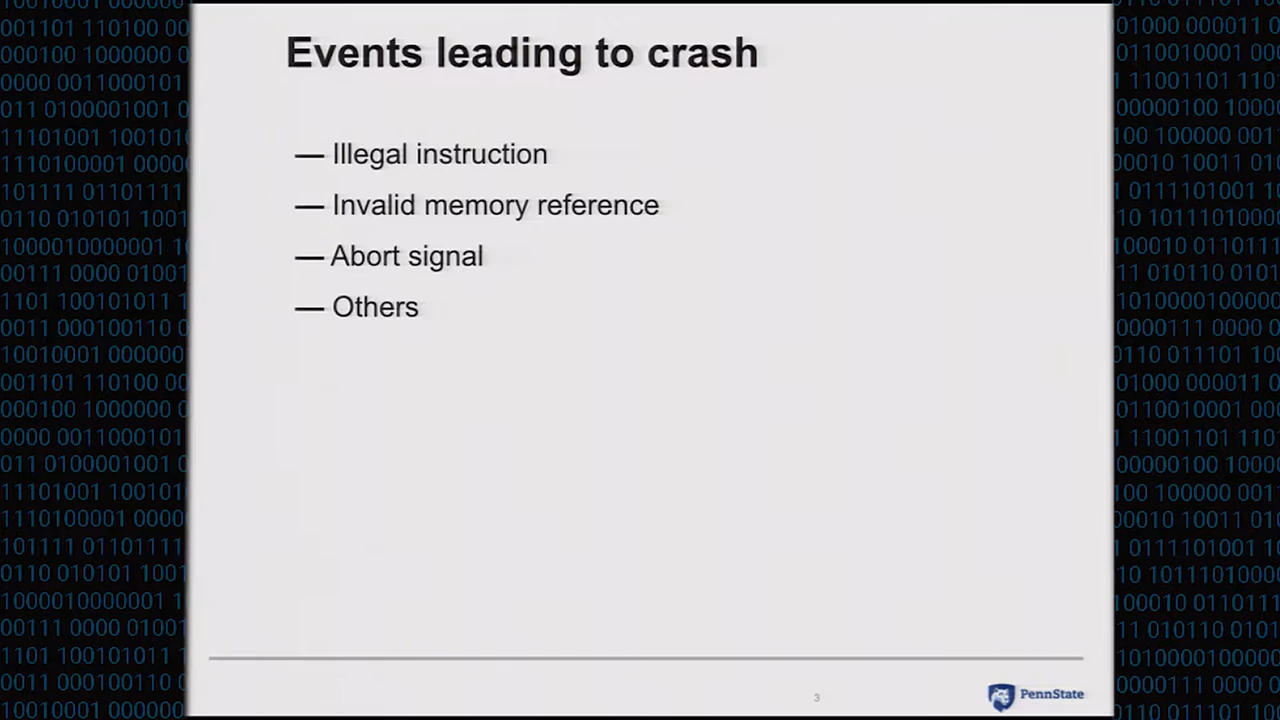 Events leading to crash
— Illegal instruction
— Invalid memory reference
— Abort signal
— Others
3
PennState